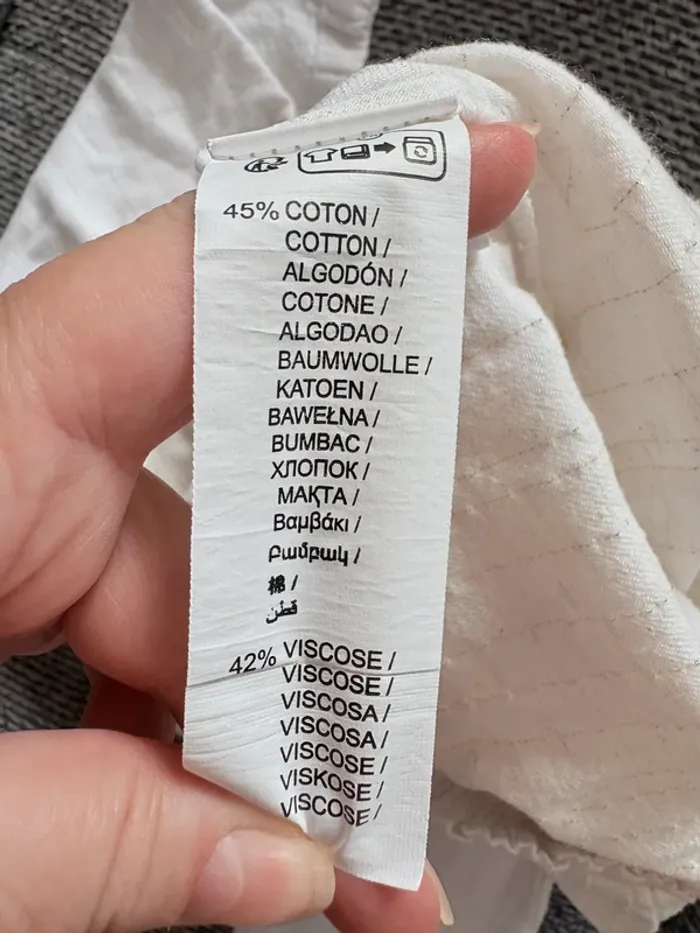 45% COTON /
COTTON /
ALGODÓN /
COTONE /
ALGODAO /
BAUMWOLLE /
KATOEN /
BAWEŁNA /
BUMBAC /
ХЛОПОК /
МАҚТА /
Βαμβάκι /
Բամբակ /
棉 /
قطن
42% VISCOSE /
VISCOSE /
VISCOSA /
VISCOSA /
VISCOSE /
VISKOSE /
VISCOSE /